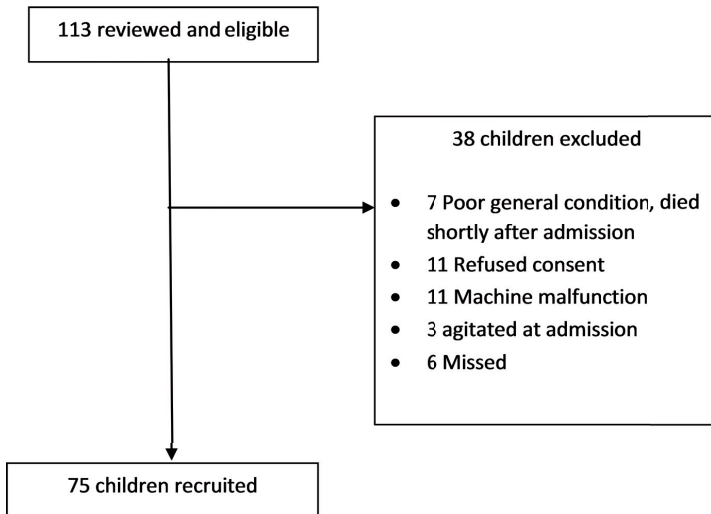 113 reviewed and eligible
38 children excluded
• 7 Poor general condition, died
shortly after admission
• 11 Refused consent
• 11 Machine malfunction
• 3 agitated at admission
• 6 Missed
75 children recruited